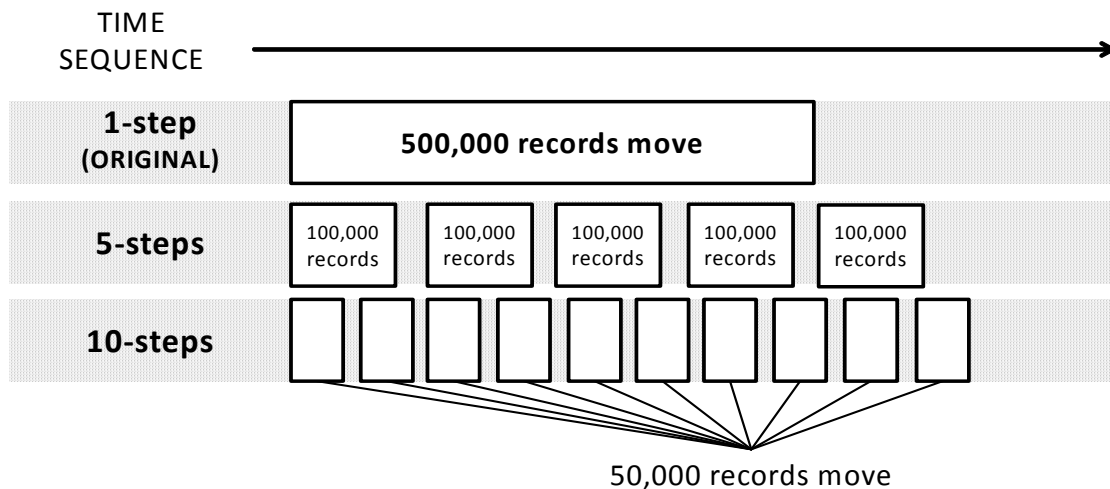 TIME
SEQUENCE
1-step
(ORIGINAL)
500,000 records move
5-steps
100,000
records
100,000
records
100,000
records
100,000
records
100,000
records
10-steps
50,000 records move